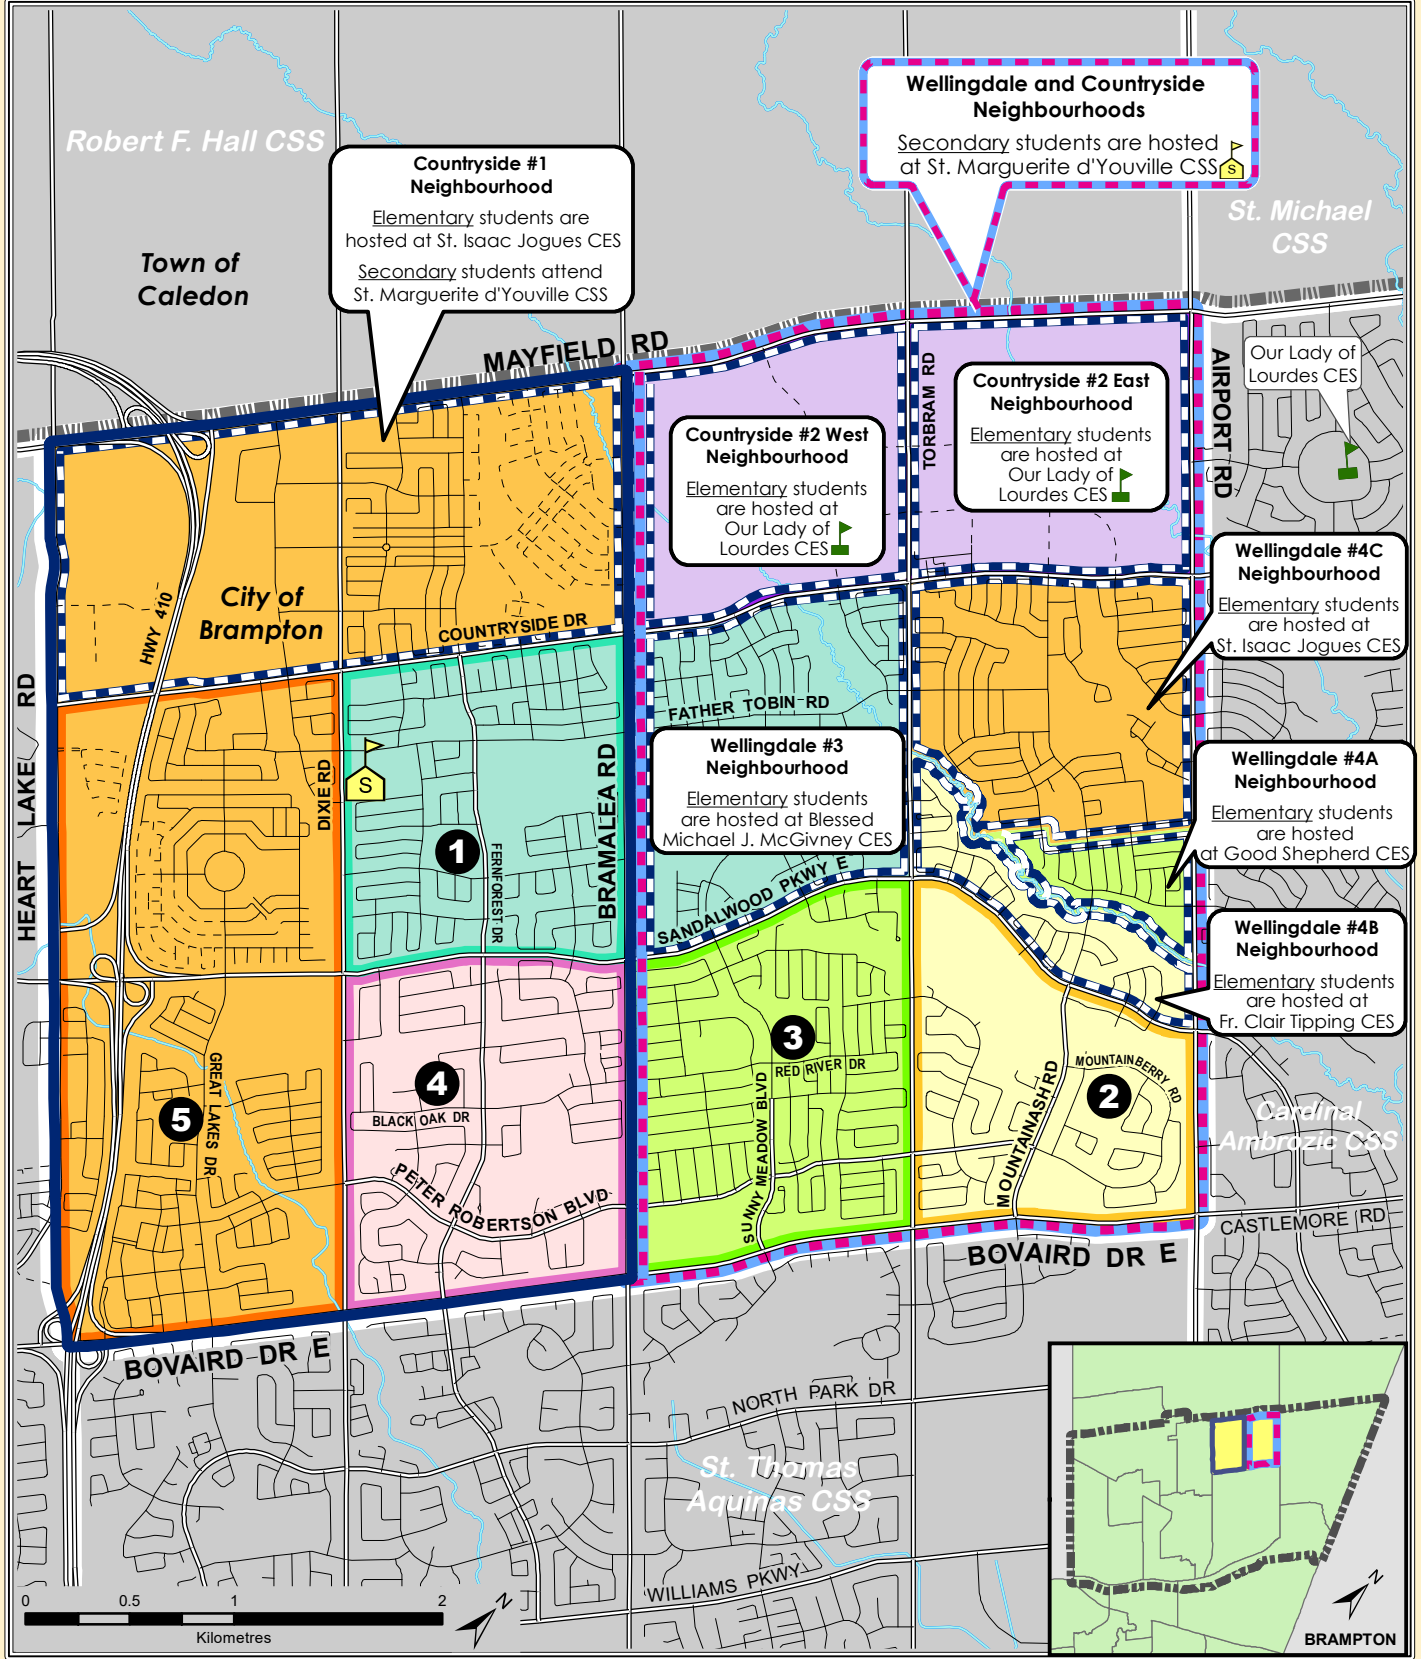 Wellingdale and Countryside
Neighbourhoods
Secondary students are hosted
at St. Marguerite d'Youville CSS
S
Robert F. Hall CSS
Countryside #1
Neighbourhood
Elementary students are
hosted at St. Isaac Jogues CES
Secondary students attend
St. Marguerite d'Youville CSS
St. Michael
CSS
Town of
Caledon
MAYFIELD RD
TORBRAM RD
AIRPORT RD
Our Lady of
Lourdes CES
Countryside #2 East
Neighbourhood
Elementary students
are hosted at
Our Lady of
Lourdes CES
Countryside #2 West
Neighbourhood
Elementary students
are hosted at
Our Lady of
Lourdes CES
Wellingdale #4C
Neighbourhood
Elementary students
are hosted at
St. Isaac Jogues CES
City of
Brampton
HWY 410
COUNTRYSIDE DR
HEART LAKE RD
FATHER TOBIN RD
Wellingdale #3
Neighbourhood
Elementary students
are hosted at Blessed
Michael J. McGivney CES
Wellingdale #4A
Neighbourhood
Elementary students
are hosted
at Good Shepherd CES
DIXIE RD
S
BRAMALEA RD
1
FERNFOREST DR
SANDALWOOD PKWY E
Wellingdale #4B
Neighbourhood
Elementary students
are hosted at
Fr. Clair Tipping CES
3
RED RIVER DR
SUNNY MEADOW BLVD
MOUNTAINASH RD
MOUNTAINBERRY RD
2
4
BLACK OAK DR
5
GREAT LAKES DR
PETER ROBERTSON BLVD
Cardinal
Ambrozic CSS
CASTLEMORE RD
BOVAIRD DR E
BOVAIRD DR E
NORTH PARK DR
St. Thomas
Aquinas CSS
WILLIAMS PKWY
0 0.5 1 2
Kilometres
N
N
BRAMPTON